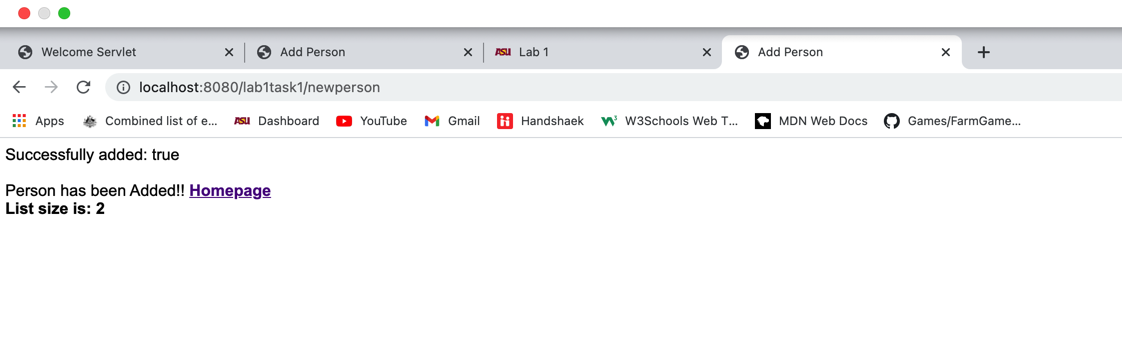 Welcome Servlet Add Person ASU Lab 1 Add Person
localhost:8080/lab1task1/newperson
Apps Combined list of e... ASU Dashboard YouTube Gmail Handshaek W3Schools Web T... MDN Web Docs Games/FarmGame...
Successfully added: true
Person has been Added!! Homepage
List size is: 2